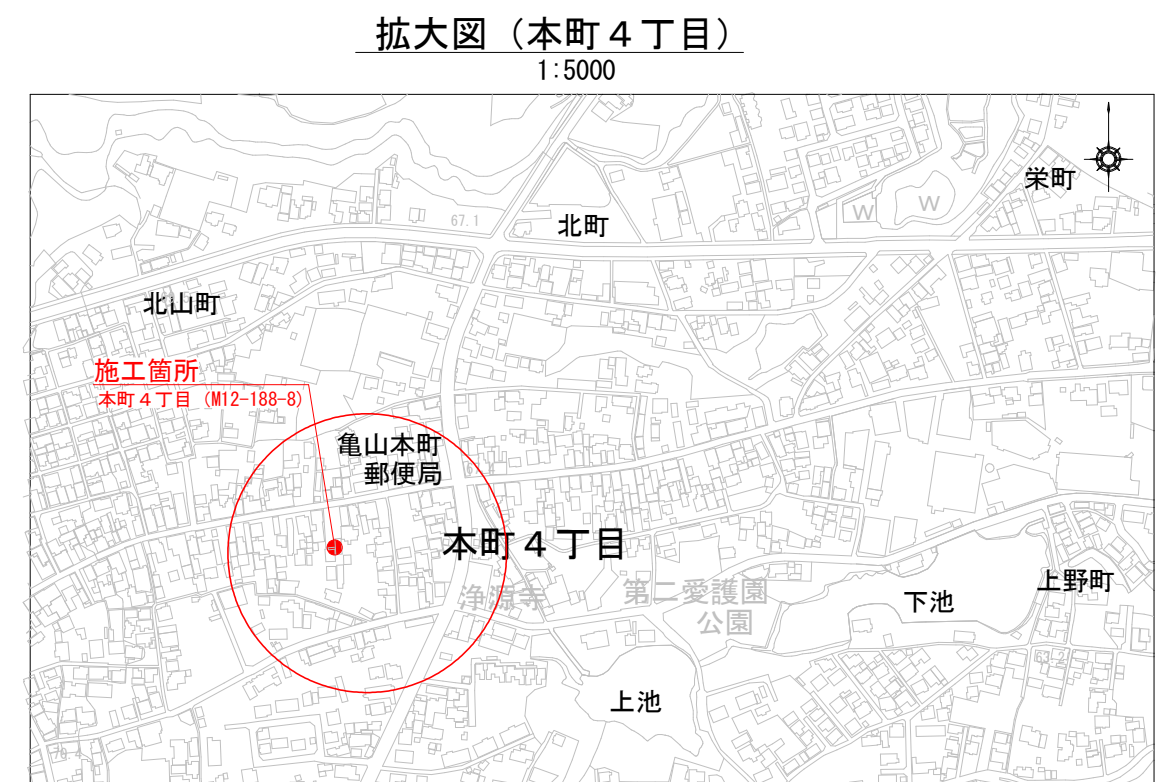 拡大図（本町４丁目）
1:5000
栄町
W
W
67.1
北町
北山町
施工箇所
本町４丁目（M12-188-8）
亀山本町
郵便局
本町４丁目
浄源寺
第二愛護園
公園
下池
上野町
上池